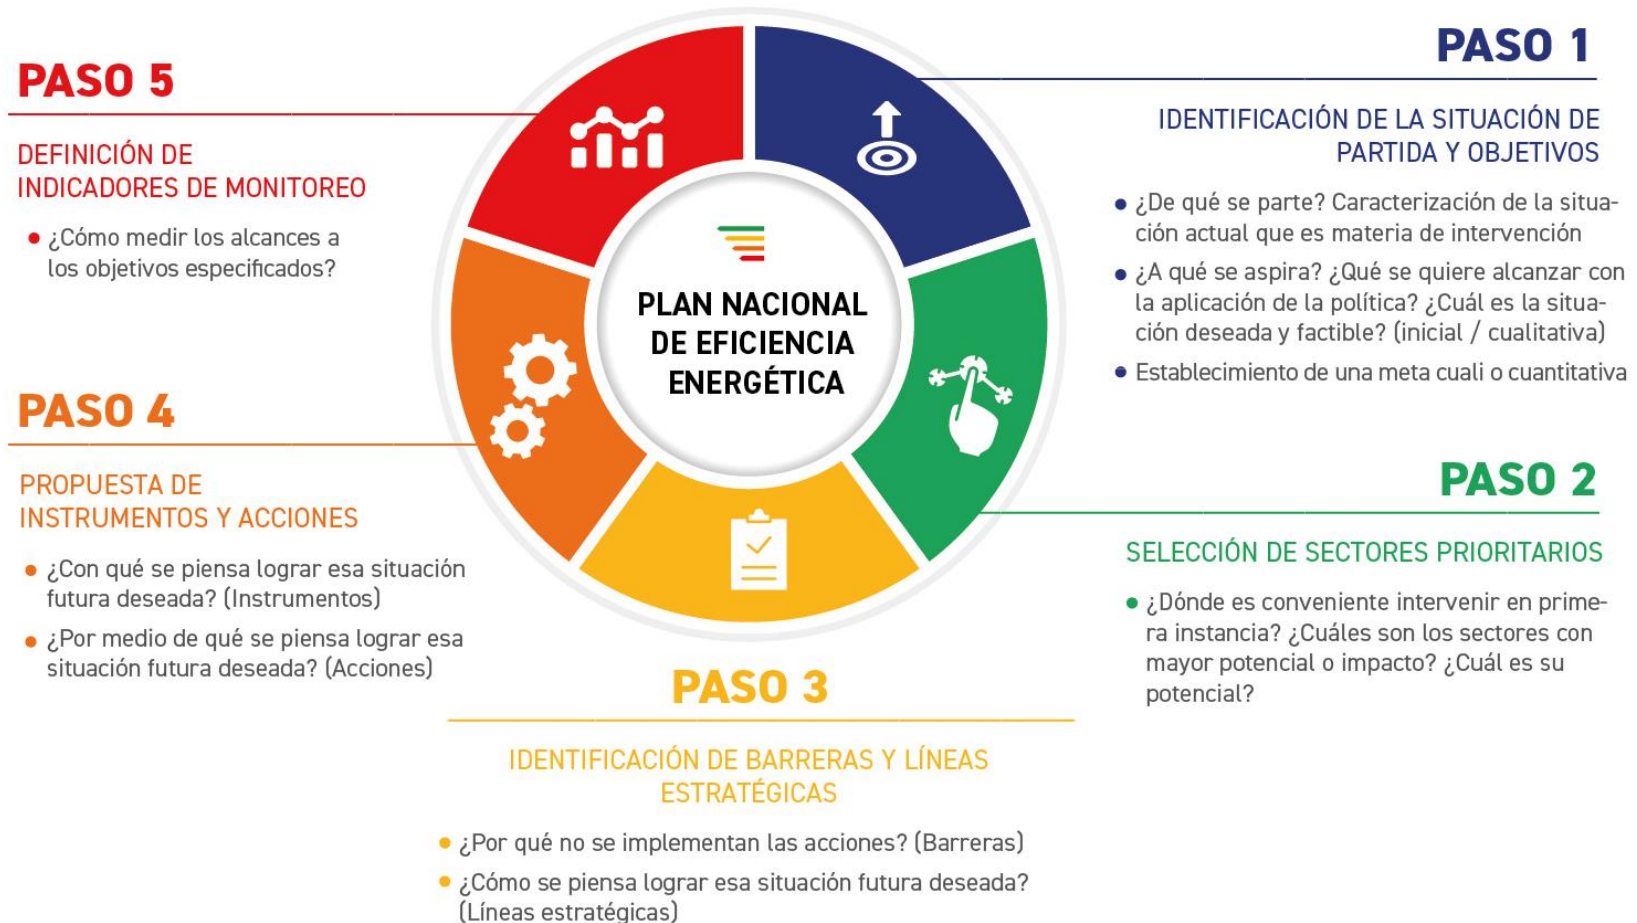 PLAN NACIONAL
DE EFICIENCIA
ENERGÉTICA
PASO 1
IDENTIFICACIÓN DE LA SITUACIÓN DE
PARTIDA Y OBJETIVOS
¿De qué se parte? Caracterización de la situa-
ción actual que es materia de intervención
¿A qué se aspira? ¿Qué se quiere alcanzar con
la aplicación de la política? ¿Cuál es la situa-
ción deseada y factible? (inicial / cualitativa)
Establecimiento de una meta cuali o cuantitativa
PASO 2
SELECCIÓN DE SECTORES PRIORITARIOS
¿Dónde es conveniente intervenir en prime-
ra instancia? ¿Cuáles son los sectores con
mayor potencial o impacto? ¿Cuál es su
potencial?
PASO 3
IDENTIFICACIÓN DE BARRERAS Y LÍNEAS
ESTRATÉGICAS
¿Por qué no se implementan las acciones? (Barreras)
¿Cómo se piensa lograr esa situación futura deseada?
(Líneas estratégicas)
PASO 4
PROPUESTA DE
INSTRUMENTOS Y ACCIONES
¿Con qué se piensa lograr esa situación
futura deseada? (Instrumentos)
¿Por medio de qué se piensa lograr esa
situación futura deseada? (Acciones)
PASO 5
DEFINICIÓN DE
INDICADORES DE MONITOREO
¿Cómo medir los alcances a
los objetivos especificados?